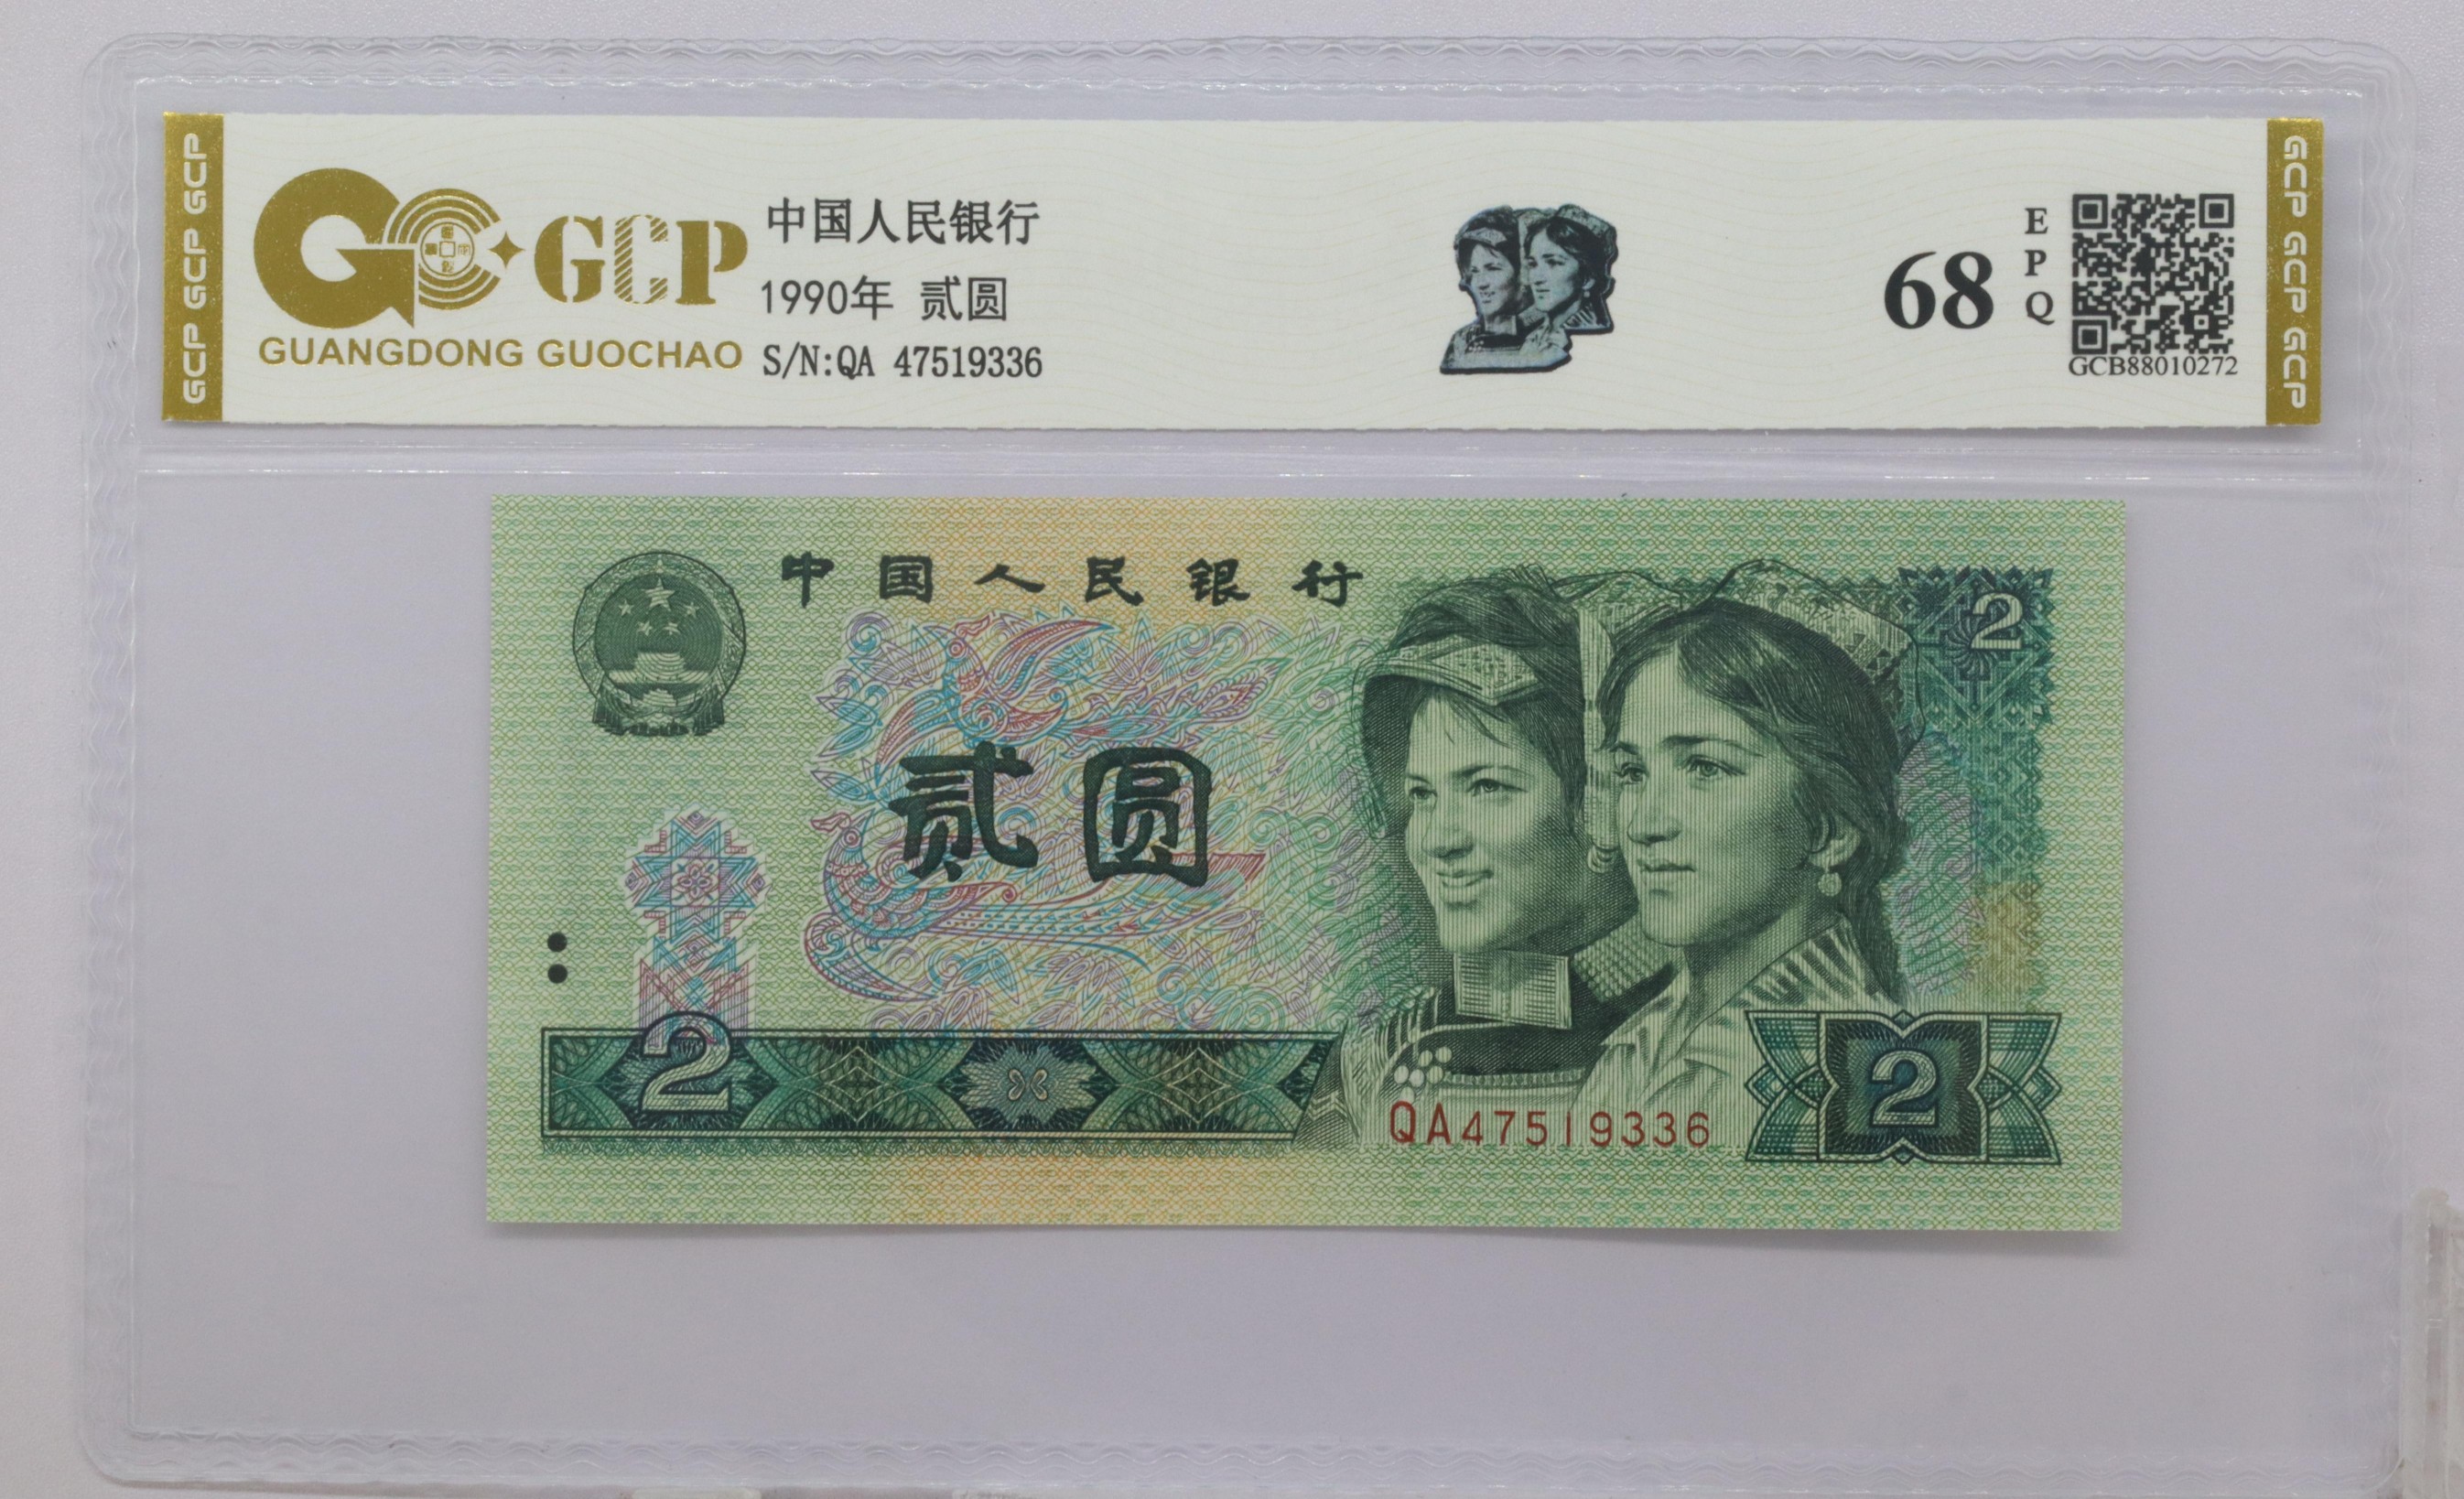 GCP GCP GCP
GCP
GUANGDONG GUOCHAO
中国人民银行
1990年 贰圆
S/N:QA 47519336
68
EPQ
GCB88010272
GCP GCP GCP
中国人民银行
2
贰圆
2
2
QA47519336